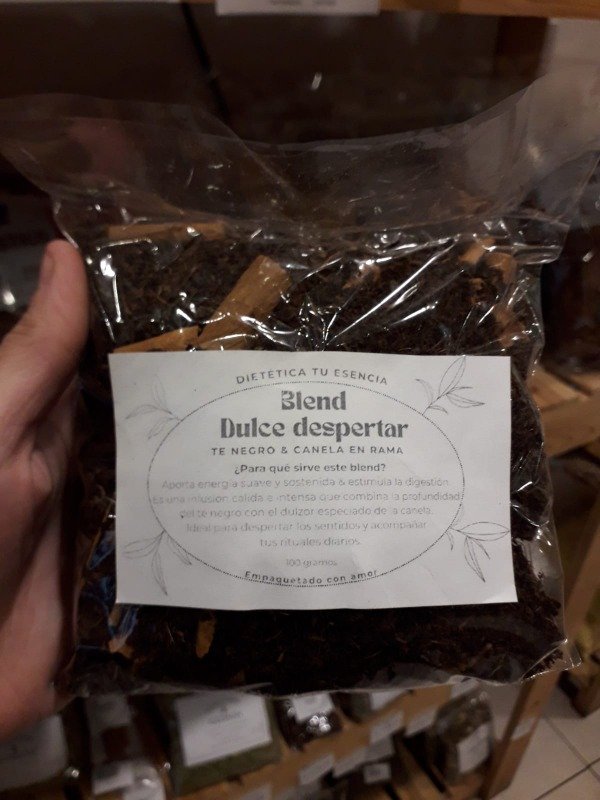 DIETETICA TU ESENCIA
Blend
Dulce despertar
TE NEGRO & CANELA EN RAMA
¿Para qué sirve este blend?
Aporta energía suave y sostenida & estimula la digestión.
Es una infusión cálida e intensa que combina la profundidad
del té negro con el dulzor especiado de la canela.
Ideal para despertar los sentidos y acompañar
tus rituales diarios.
100 gramos
Empaquetado con amor